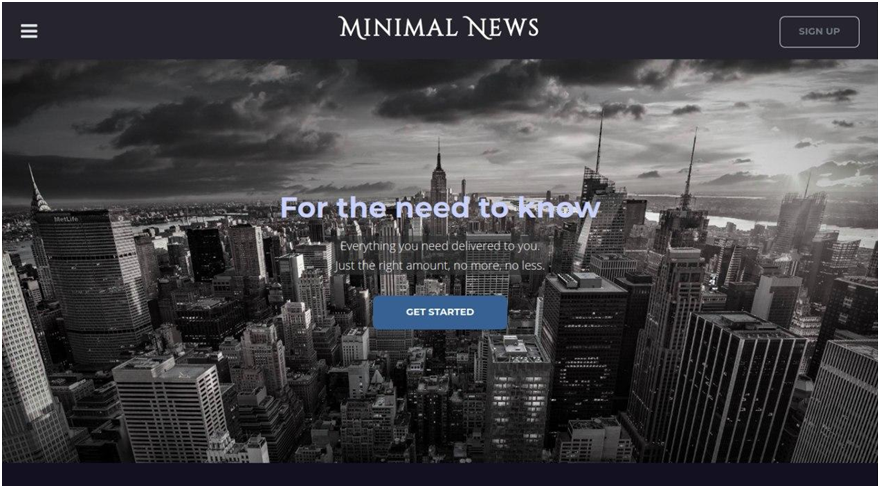 Minimal News
SIGN UP
MetLife
For the need to know
Everything you need delivered to you.
Just the right amount, no more, no less.
GET STARTED